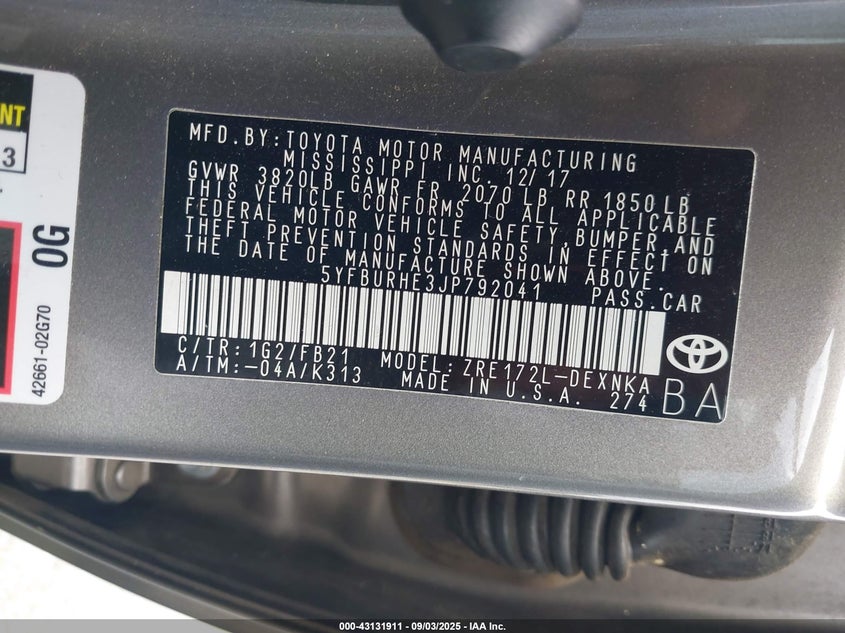 NT
3
OG
42661-02G70
MFD.BY:TOYOTA MOTOR MANUFACTURING
MISSISSIPPI INC. 12/17
GVWR 3820LB GAWR FR 2070 LB RR 1850 LB
THIS VEHICLE CONFORMS TO ALL APPLICABLE
FEDERAL MOTOR VEHICLE SAFETY,BUMPER,AND
THEFT PREVENTION STANDARDS IN EFFECT ON
THE DATE OF MANUFACTURE SHOWN ABOVE.
5YFBURHE3JP792041 PASS.CAR
C/TR:1G2/FB21 MODEL:ZRE172L-DEXNKA
A/TM:-04A/K313 MADE IN U.S.A. 274
BA
000-43131911 - 09/03/2025 - IAA Inc.